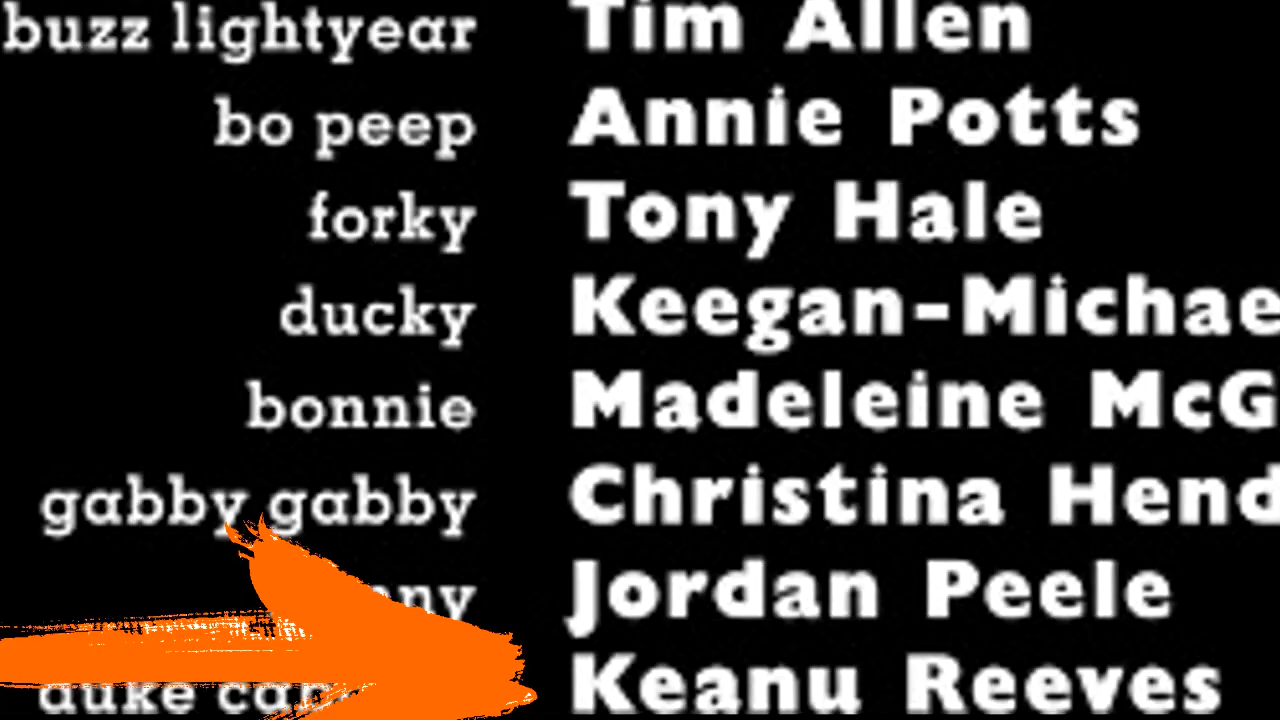 buzz lightyear Tim Allen
bo peep Annie Potts
forky Tony Hale
ducky Keegan-Michae
bonnie Madeleine McG
gabby gabby Christina Hend
Jordan Peele
duke Keanu Reeves